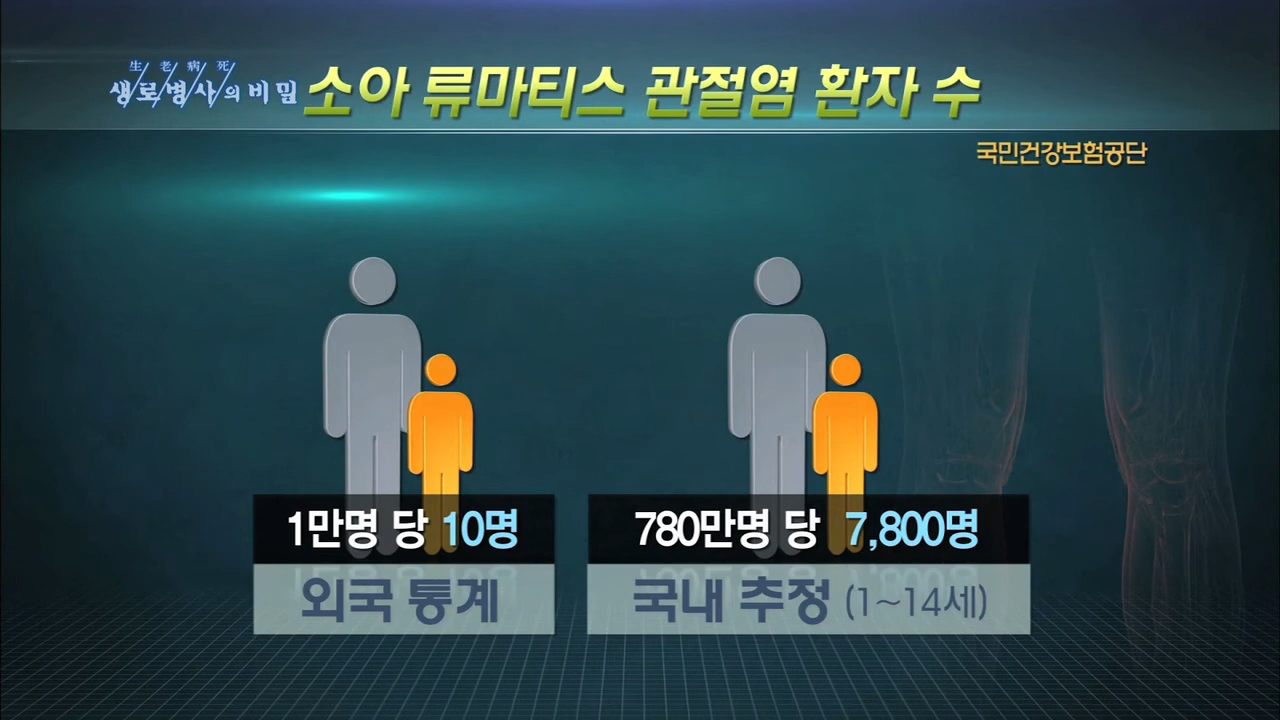 生老病死
생로병사의 비밀
소아 류마티스 관절염 환자 수
국민건강보험공단
1만명 당 10명
780만명 당 7,800명
외국 통계
국내 추정 (1~14세)